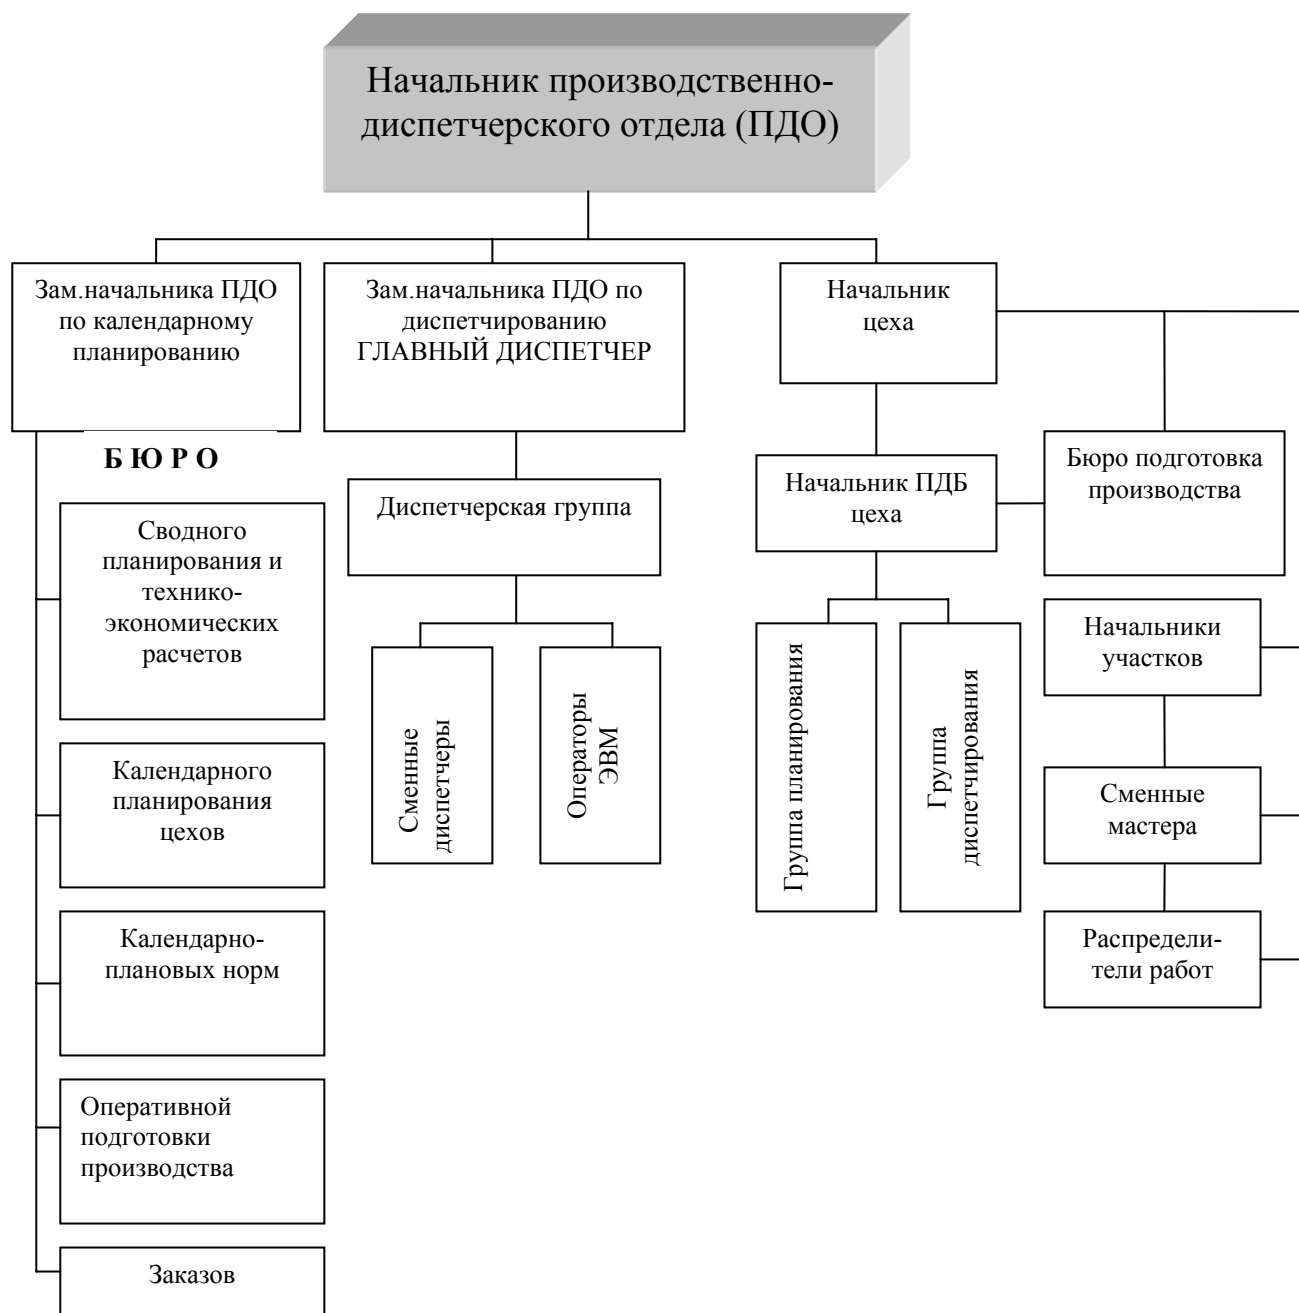 Начальник производственно-
диспетчерского отдела (ПДО)
Зам.начальника ПДО
по календарному
планированию
Зам.начальника ПДО по
диспетчированию
ГЛАВНЫЙ ДИСПЕТЧЕР
Начальник
цеха
Б Ю Р О
Сводного
планирования и
технико-
экономических
расчетов
Календарного
планирования
цехов
Календарно-
плановых норм
Оперативной
подготовки
производства
Заказов
Диспетчерская группа
Сменные
диспетчеры
Операторы
ЭВМ
Начальник ПДБ
цеха
Группа планирования
Группа
диспетчирования
Бюро подготовка
производства
Начальники
участков
Сменные
мастера
Распредели-
тели работ